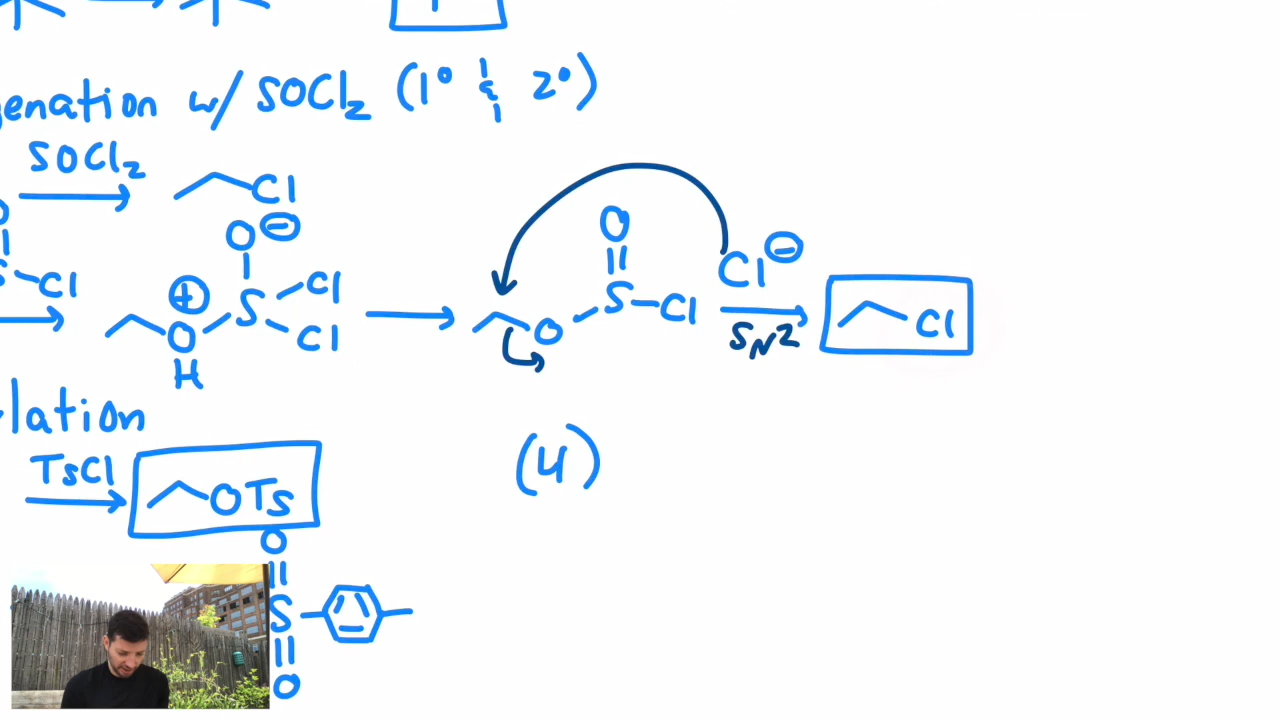 genation w/ SOCl₂ (1° & 2°)
SOCl₂
Cl
O⊖
O
S Cl
⊕
O
H
S
Cl
Cl
O
O S Cl
Cl⊖
SN2
Cl
lation
TsCl
OTs
(4)
O
S
O